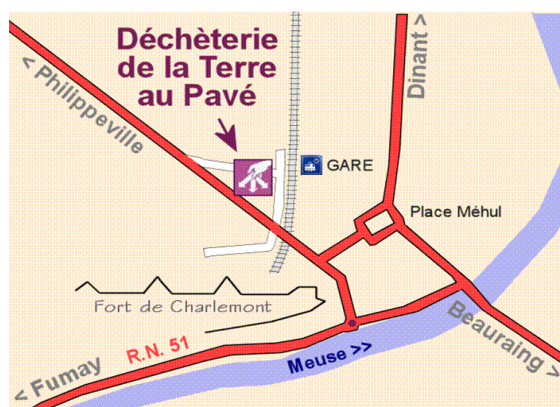 Déchèterie
de la Terre
au Pavé
< Philippeville
Dinant >
GARE
Place Méhul
Fort de Charlemont
R.N. 51
Meuse >>
Beauraing >
< Fumay